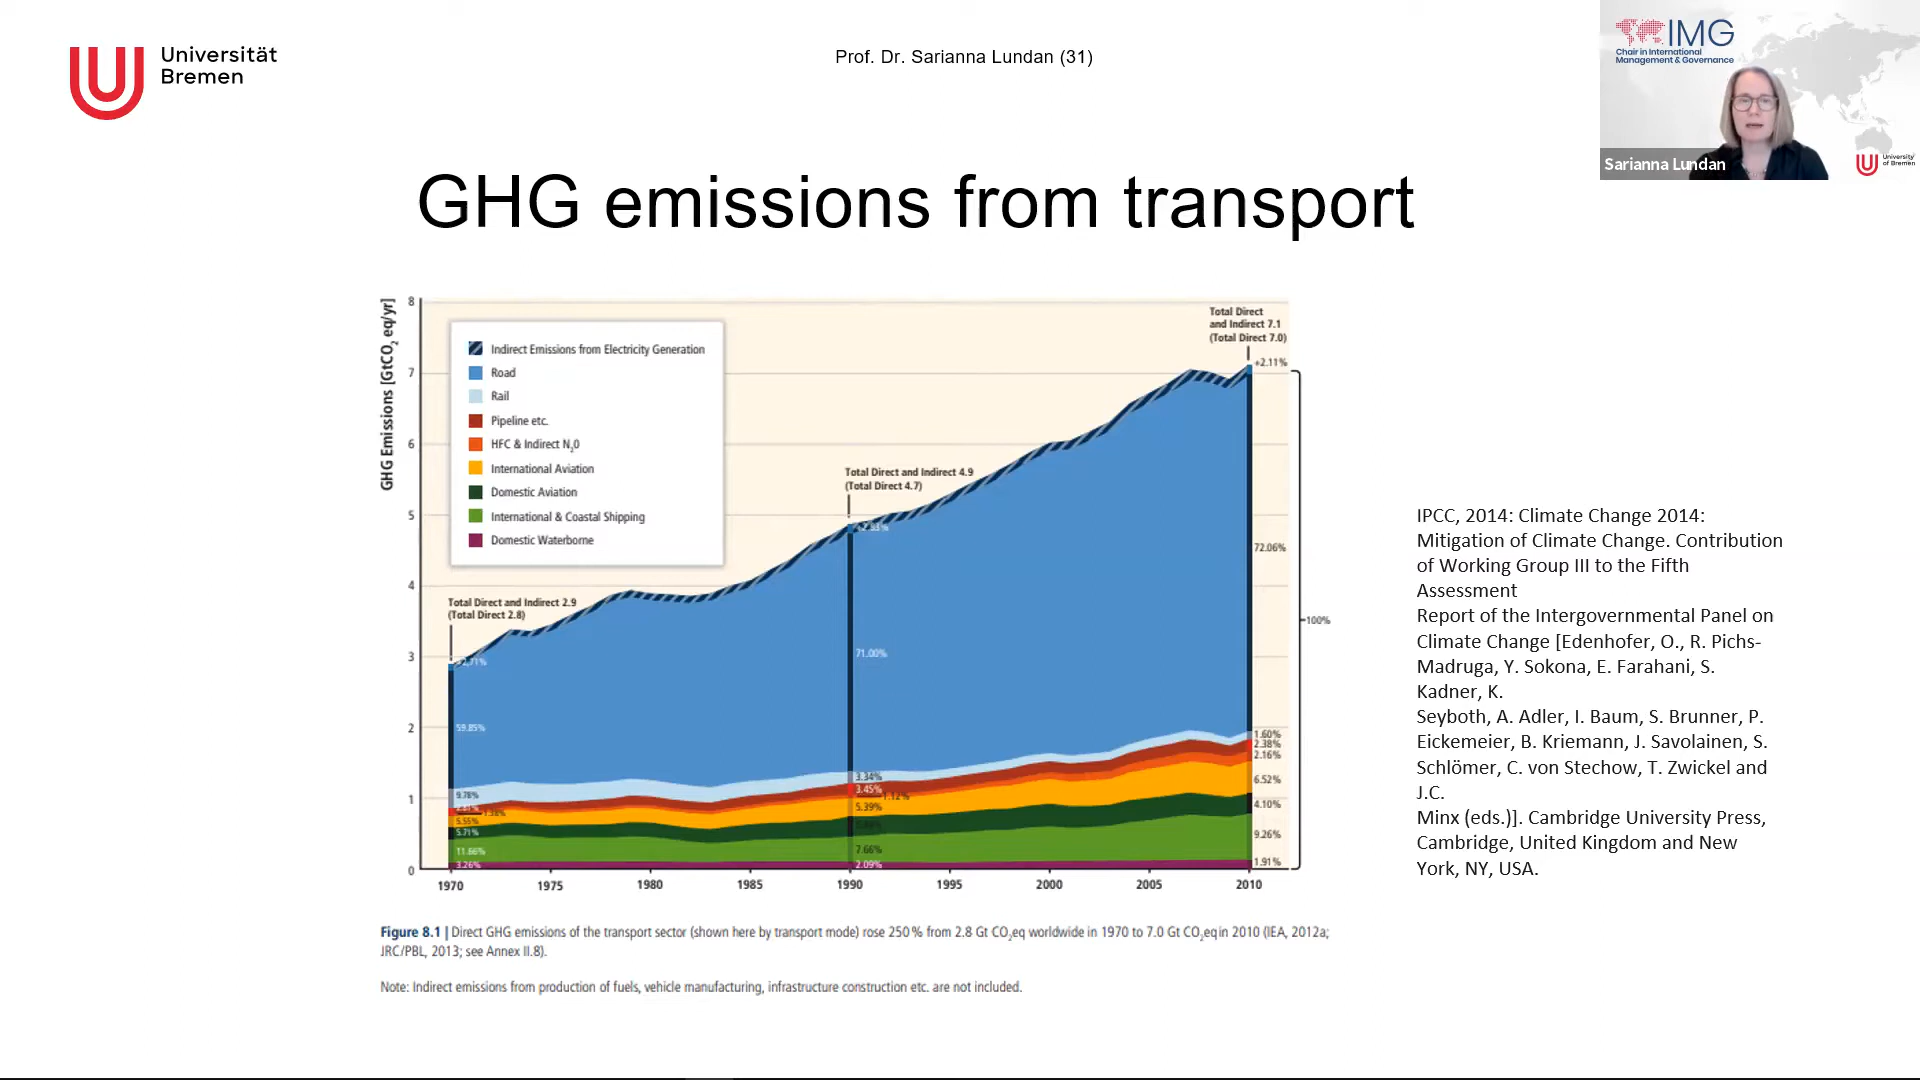 Universität
Bremen
Prof. Dr. Sarianna Lundan (31)
IMG
Chair in International
Management & Governance
Sarianna Lundan
University
of Bremen
GHG emissions from transport
GHG Emissions [GtCO2 eq/yr]
8
7
6
5
4
3
2
1
0
Indirect Emissions from Electricity Generation
Road
Rail
Pipeline etc.
HFC & Indirect N2O
International Aviation
Domestic Aviation
International & Coastal Shipping
Domestic Waterborne
Total Direct and Indirect 2.9
(Total Direct 2.8)
+2.71%
59.85%
9.78%
5.55%
5.71%
11.66%
3.26%
Total Direct and Indirect 4.9
(Total Direct 4.7)
71.00%
3.34%
3.45%
1.12%
5.39%
7.66%
2.09%
Total Direct
and Indirect 7.1
(Total Direct 7.0)
+2.11%
72.06%
1.60%
2.38%
2.16%
6.52%
4.10%
9.26%
1.91%
100%
1970 1975 1980 1985 1990 1995 2000 2005 2010
Figure 8.1 | Direct GHG emissions of the transport sector (shown here by transport mode) rose 250 % from 2.8 Gt CO2eq worldwide in 1970 to 7.0 Gt CO2eq in 2010 (IEA, 2012a;
JRC/PBL, 2013; see Annex II.8).
Note: Indirect emissions from production of fuels, vehicle manufacturing, infrastructure construction etc. are not included.
IPCC, 2014: Climate Change 2014:
Mitigation of Climate Change. Contribution
of Working Group III to the Fifth
Assessment
Report of the Intergovernmental Panel on
Climate Change [Edenhofer, O., R. Pichs-
Madruga, Y. Sokona, E. Farahani, S.
Kadner, K.
Seyboth, A. Adler, I. Baum, S. Brunner, P.
Eickemeier, B. Kriemann, J. Savolainen, S.
Schlömer, C. von Stechow, T. Zwickel and
J.C.
Minx (eds.)]. Cambridge University Press,
Cambridge, United Kingdom and New
York, NY, USA.